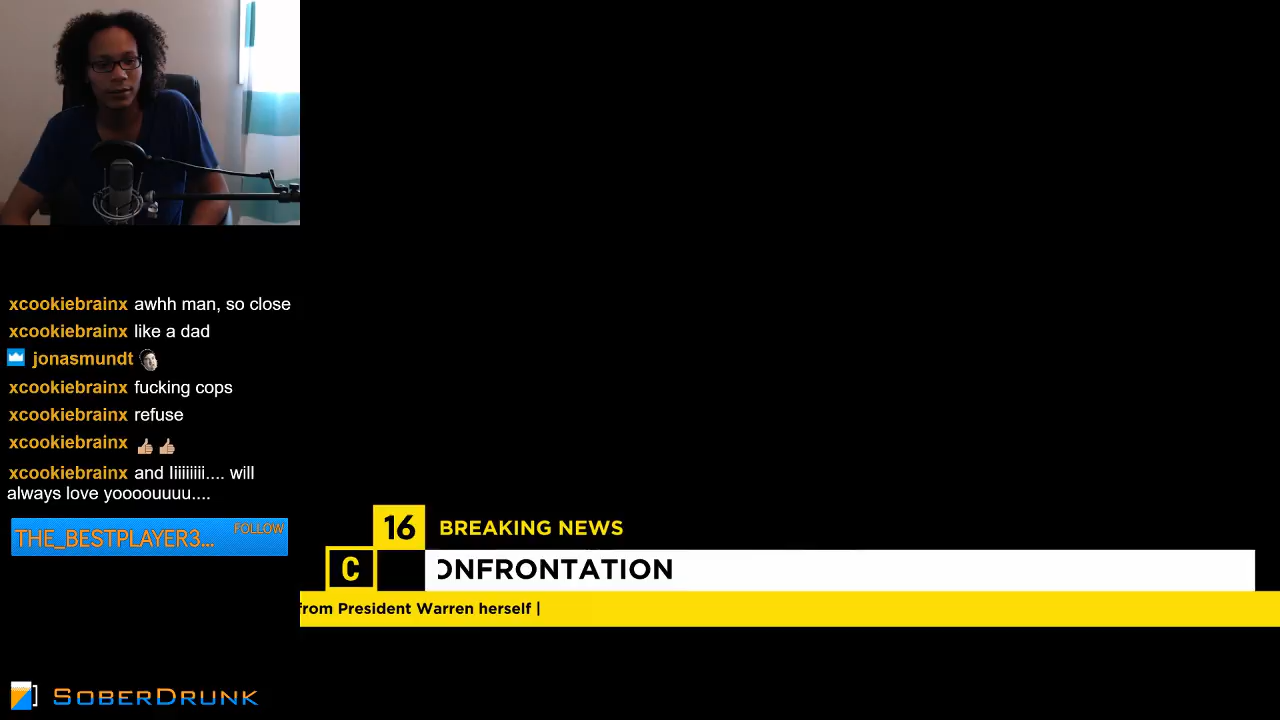 xcookiebrainx awhh man, so close
xcookiebrainx like a dad
jonasmundt
xcookiebrainx fucking cops
xcookiebrainx refuse
xcookiebrainx
xcookiebrainx and Iiiiiiii.... will
always love yoooouuuu....
THE_BESTPLAYER3... FOLLOW
16 BREAKING NEWS
C ONFRONTATION
from President Warren herself |
SOBERDRUNK